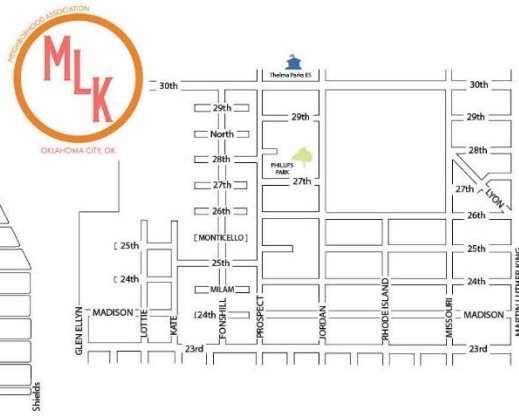 NEIGHBORHOOD ASSOCIATION
MLK
OKLAHOMA CITY, OK
Thelma Parks ES
30th
30th
29th
29th
29th
North
28th
28th
PHILLIPS
PARK
27th
27th
27th
LYON
26th
26th
[MONTICELLO]
25th
25th
25th
24th
24th
MILAM
24th
MADISON
MADISON
23rd
23rd
GLEN ELLYN
LOTTIE
KATE
FONSHILL
PROSPECT
JORDAN
RHODE ISLAND
MISSOURI
MARTIN LUTHER KING
Shields